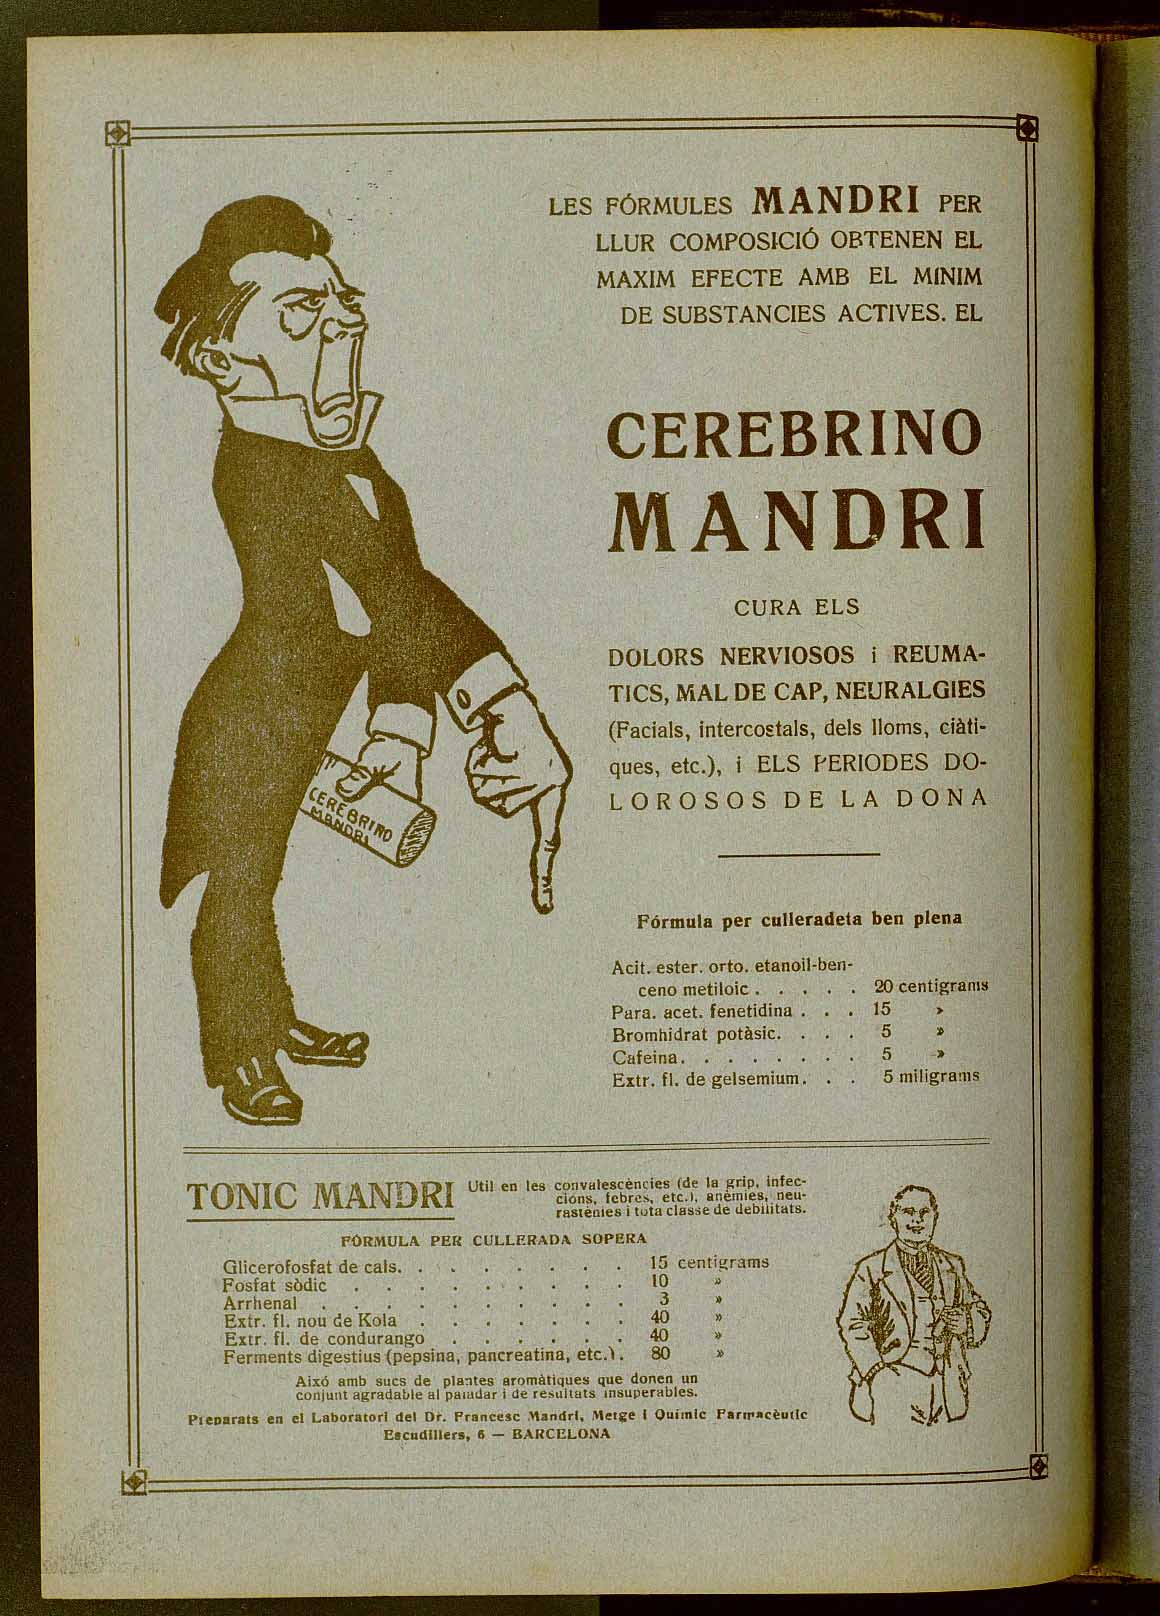 LES FÓRMULES MANDRI PER
LLUR COMPOSICIÓ OBTENEN EL
MAXIM EFECTE AMB EL MINIM
DE SUBSTANCIES ACTIVES. EL
CEREBRINO
MANDRI
CURA ELS
DOLORS NERVIOSOS i REUMA-
TICS, MAL DE CAP, NEURALGIES
(Facials, intercostals, dels lloms, ciàti-
ques, etc.), i ELS PERIODES DO-
LOROSOS DE LA DONA
CEREBRINO
MANDRI
Fórmula per culleradeta ben plena
Acit. ester. orto. etanoil-ben-
ceno metiloic . . . . . 20 centigrams
Para. acet. fenetidina . . . 15 »
Bromhidrat potàsic. . . . 5 »
Cafeina. . . . . . . . 5 »
Extr. fl. de gelsemium. . . 5 miligrams
TONIC MANDRI
Util en les convalescències (de la grip, infec-
cions, febres, etc.), anèmies, neu-
rastènies i tota classe de debilitats.
FÓRMULA PER CULLERADA SOPERA
Glicerofosfat de cals. . . . . . . . 15 centigrams
Fosfat sòdic . . . . . . . . . 10 »
Arrhenal . . . . . . . . . . 3 »
Extr. fl. nou de Kola . . . . . . . 40 »
Extr. fl. de condurango . . . . . . 40 »
Ferments digestius (pepsina, pancreatina, etc.). 80 »
Aixó amb sucs de plantes aromàtiques que donen un
conjunt agradable al paladar i de resultats insuperables.
Preparats en el Laboratori del Dr. Francesc Mandri, Metge i Químic Farmacèutic
Escudillers, 6 — BARCELONA